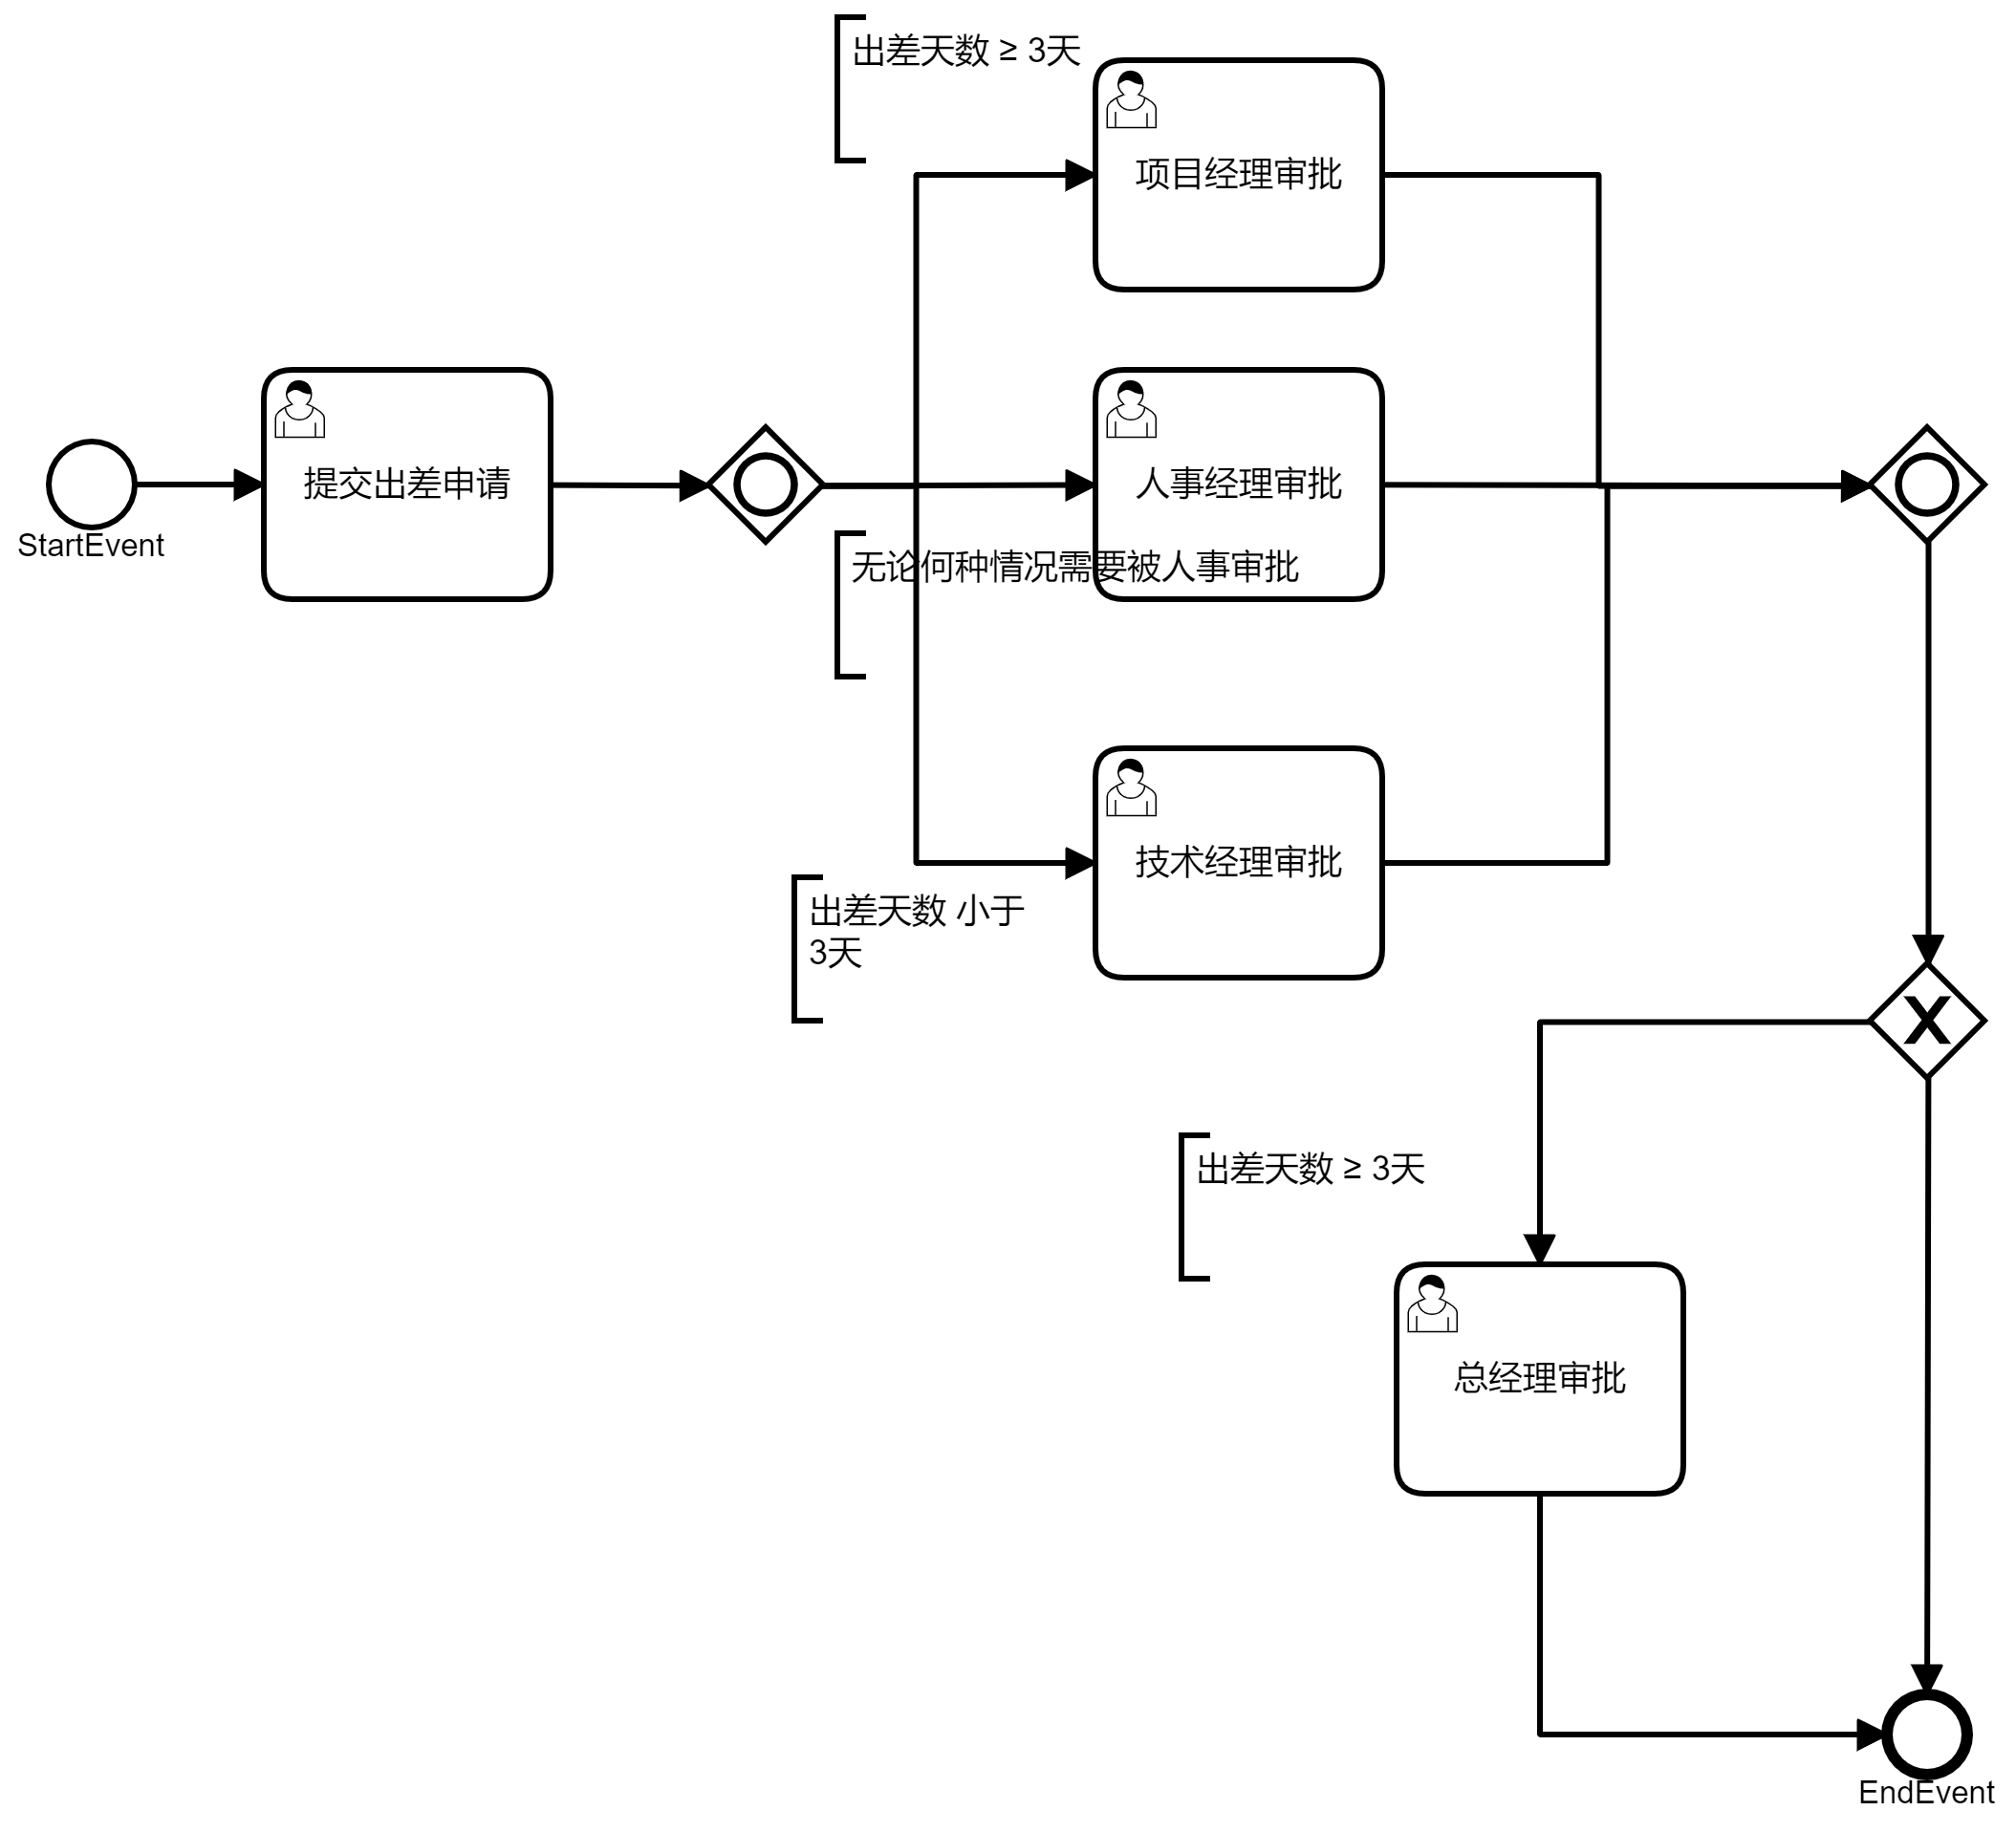 出差天数 ≥ 3天
项目经理审批
提交出差申请
人事经理审批
StartEvent
无论何种情况需要被人事审批
技术经理审批
出差天数 小于
3天
X
出差天数 ≥ 3天
总经理审批
EndEvent